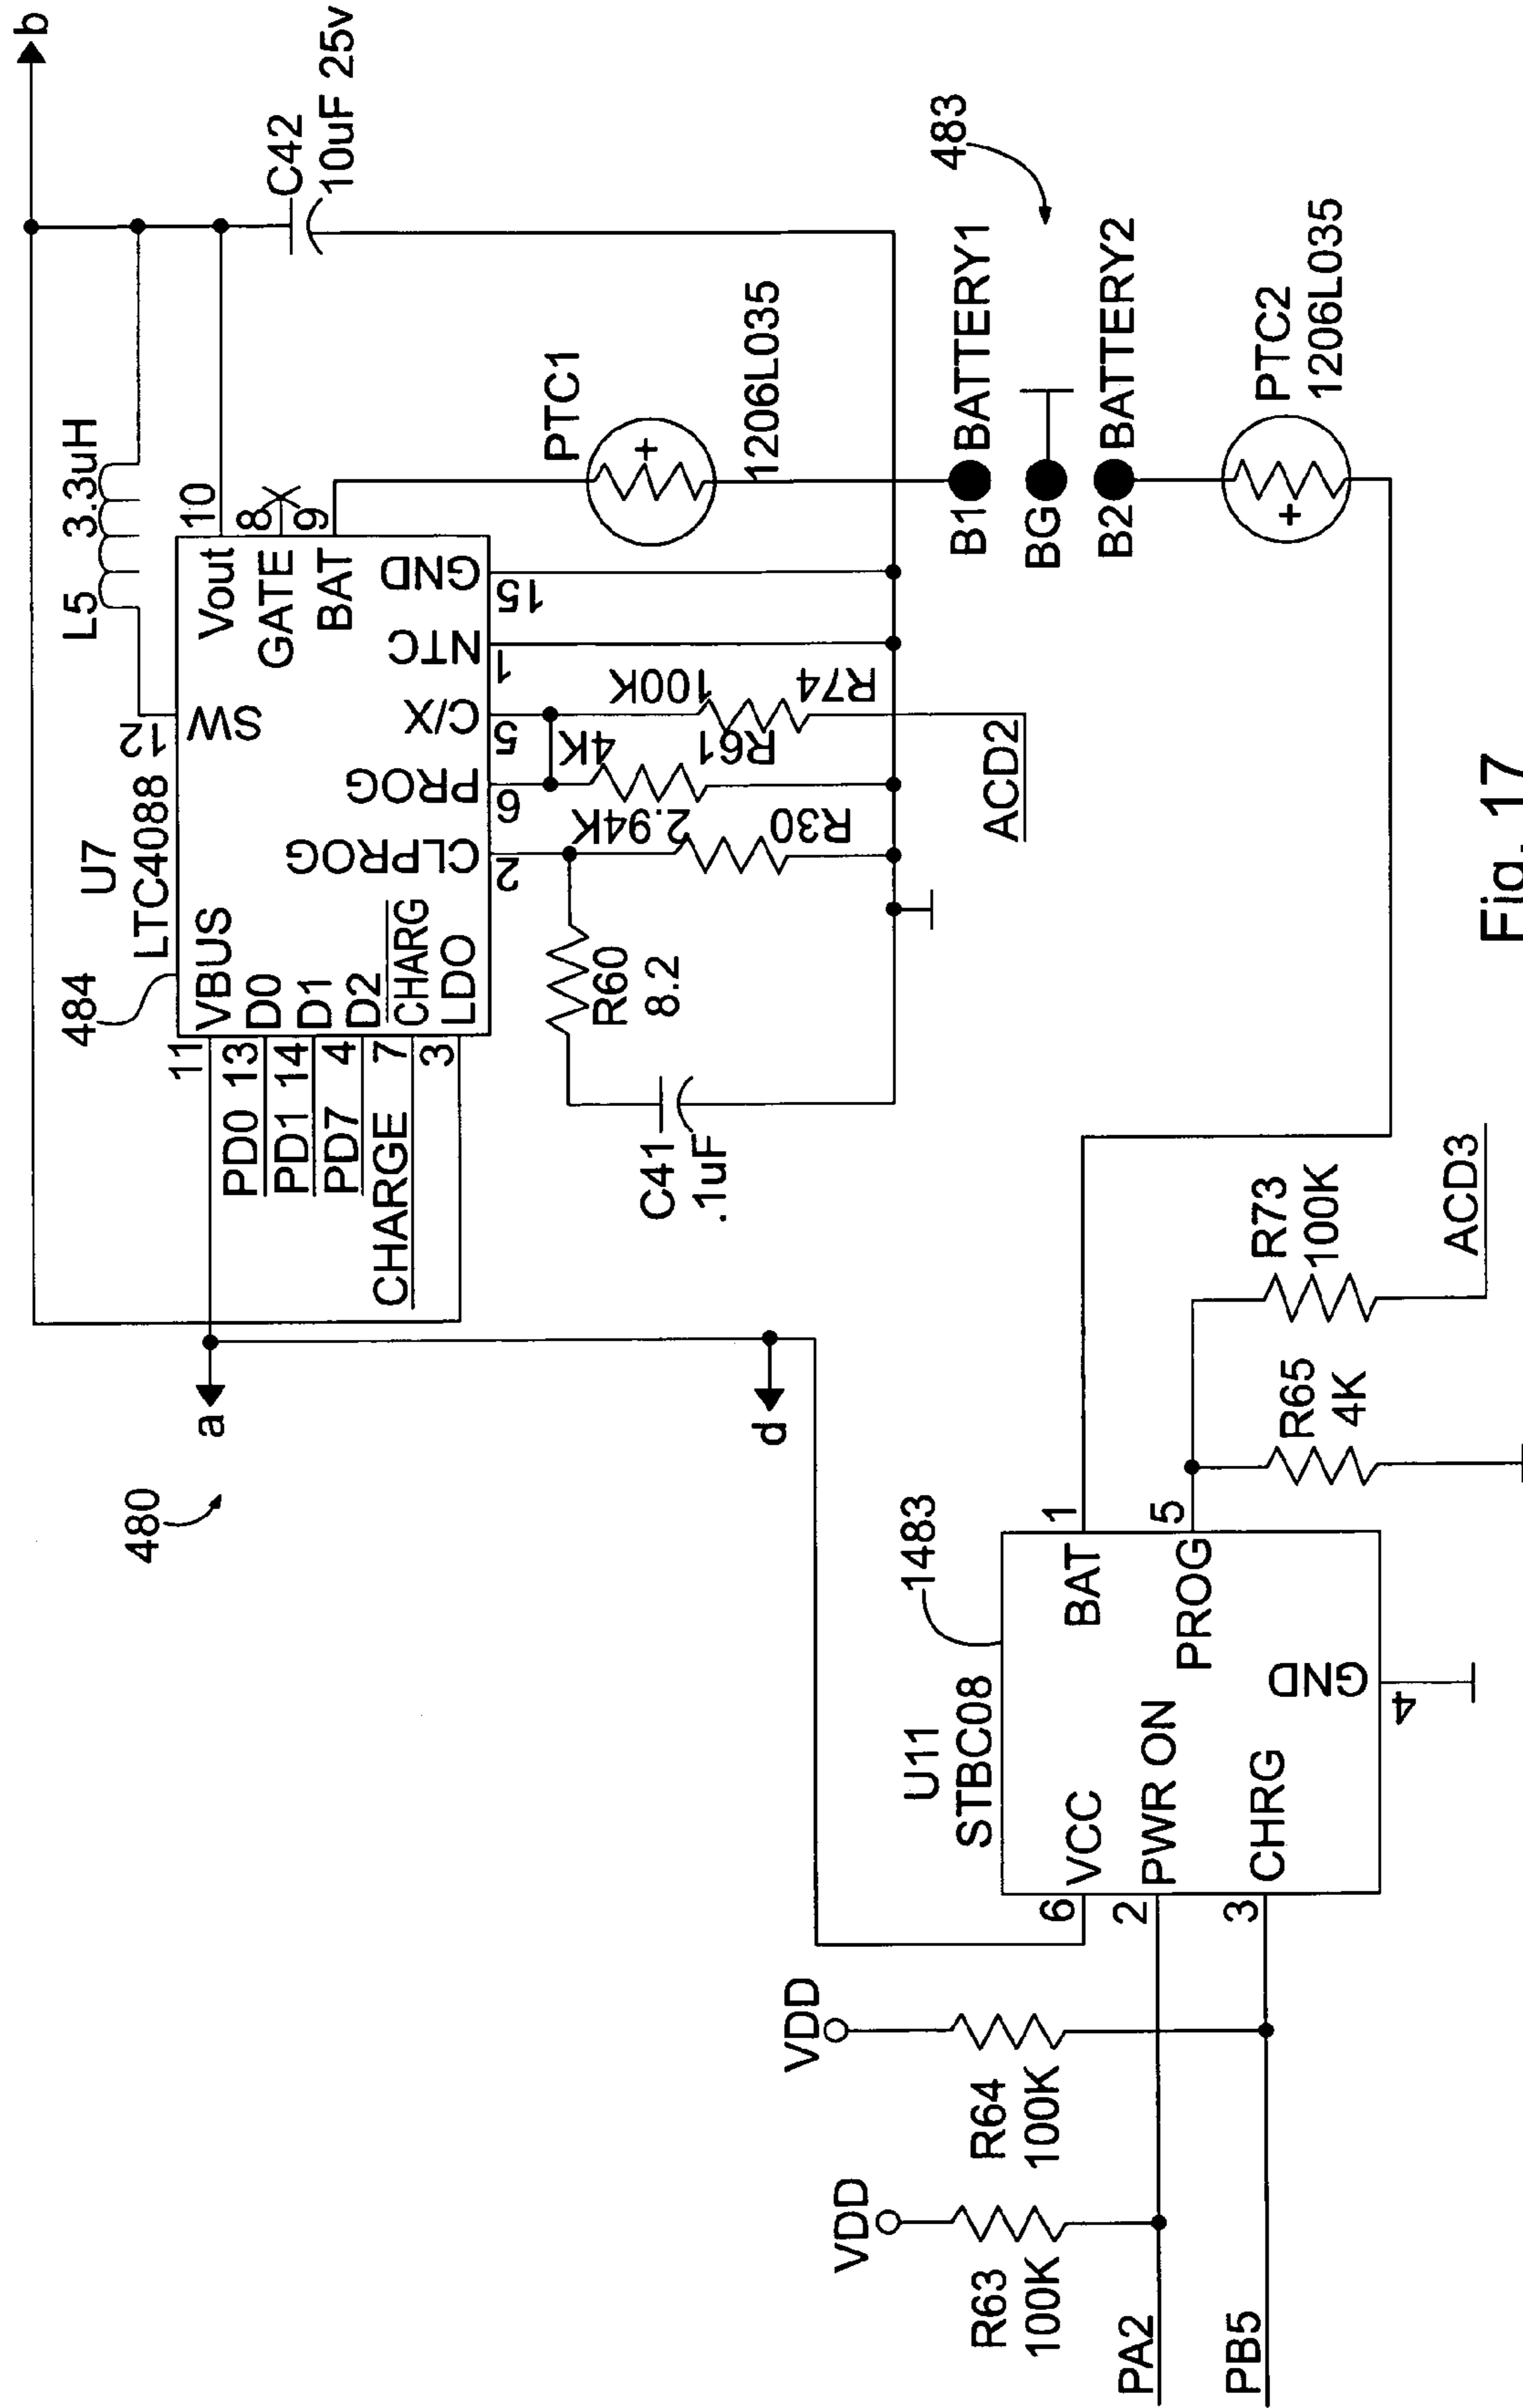 480
a
b
d
484
U7
LTC4088
VBUS
D0
D1
D2
CHARG
LDO
11
PD0 13
PD1 14
PD7 4
CHARGE 7
3
12
SW
L5 3.3uH
Vout
GATE
BAT
10
8
9
CLPROG
PROG
C/X
NTC
GND
2
6
5
1
15
C42
10uF 25v
PTC1
1206L035
R60
8.2
C41
.1uF
2.94K
R30
4K
R61
100K
R74
ACD2
483
B1 BATTERY1
BG
B2 BATTERY2
PTC2
1206L035
U11
STBC08
1483
VCC
PWR ON
CHRG
BAT
PROG
GND
6
2
3
1
5
4
R73
100K
R65
4K
ACD3
VDD
R64
100K
VDD
R63
100K
PA2
PB5
Fig. 17